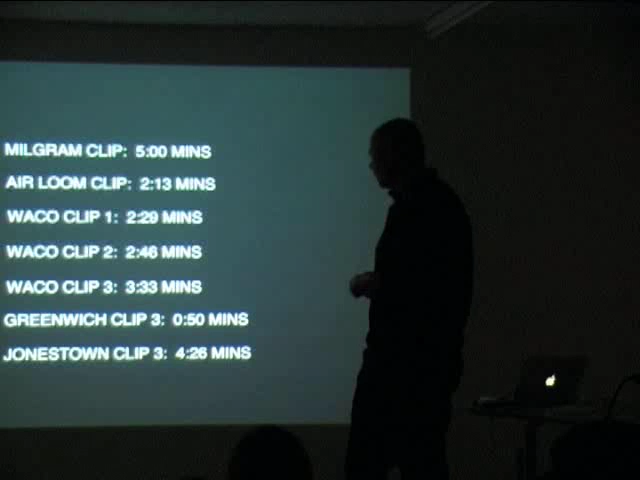 MILGRAM CLIP: 5:00 MINS
AIR LOOM CLIP: 2:13 MINS
WACO CLIP 1: 2:29 MINS
WACO CLIP 2: 2:46 MINS
WACO CLIP 3: 3:33 MINS
GREENWICH CLIP 3: 0:50 MINS
JONESTOWN CLIP 3: 4:26 MINS